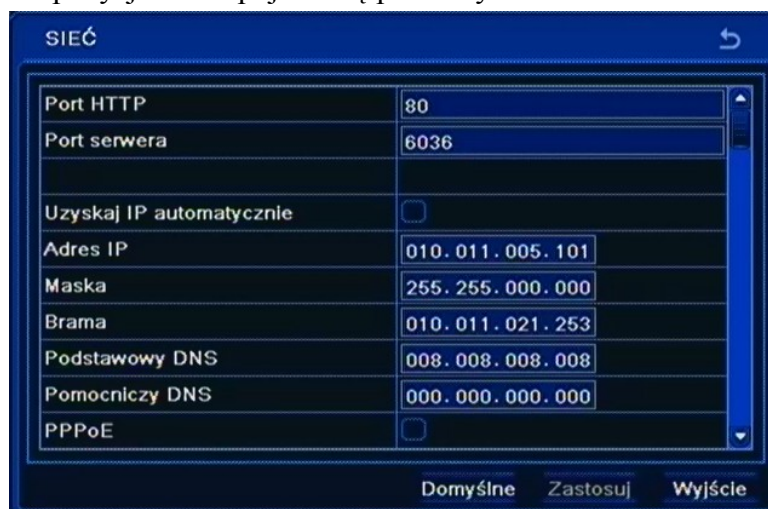 SIEĆ
Port HTTP 80
Port serwera 6036
Uzyskaj IP automatycznie
Adres IP 010.011.005.101
Maska 255.255.000.000
Brama 010.011.021.253
Podstawowy DNS 008.008.008.008
Pomocniczy DNS 000.000.000.000
PPPoE
Domyślne Zastosuj Wyjście